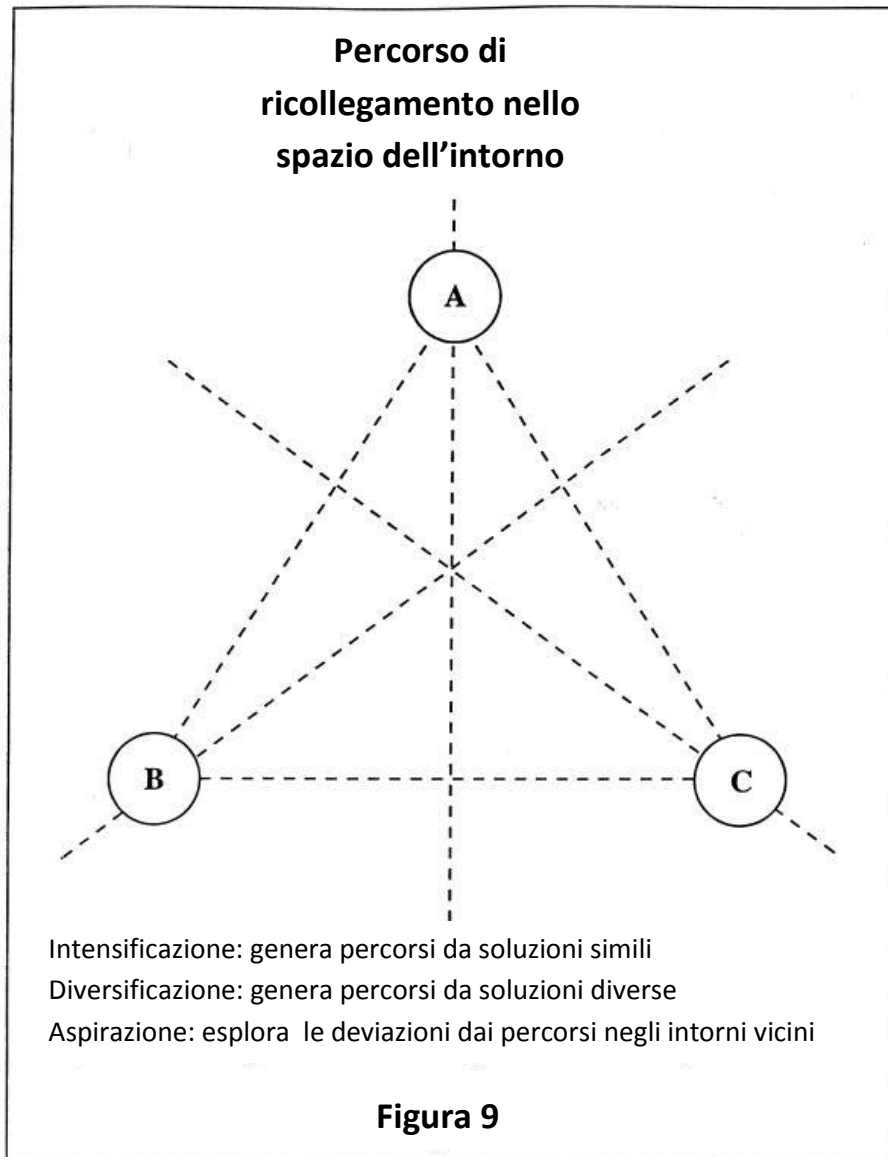 Percorso di
ricollegamento nello
spazio dell’intorno
A
B
C
Intensificazione: genera percorsi da soluzioni simili
Diversificazione: genera percorsi da soluzioni diverse
Aspirazione: esplora le deviazioni dai percorsi negli intorni vicini
Figura 9